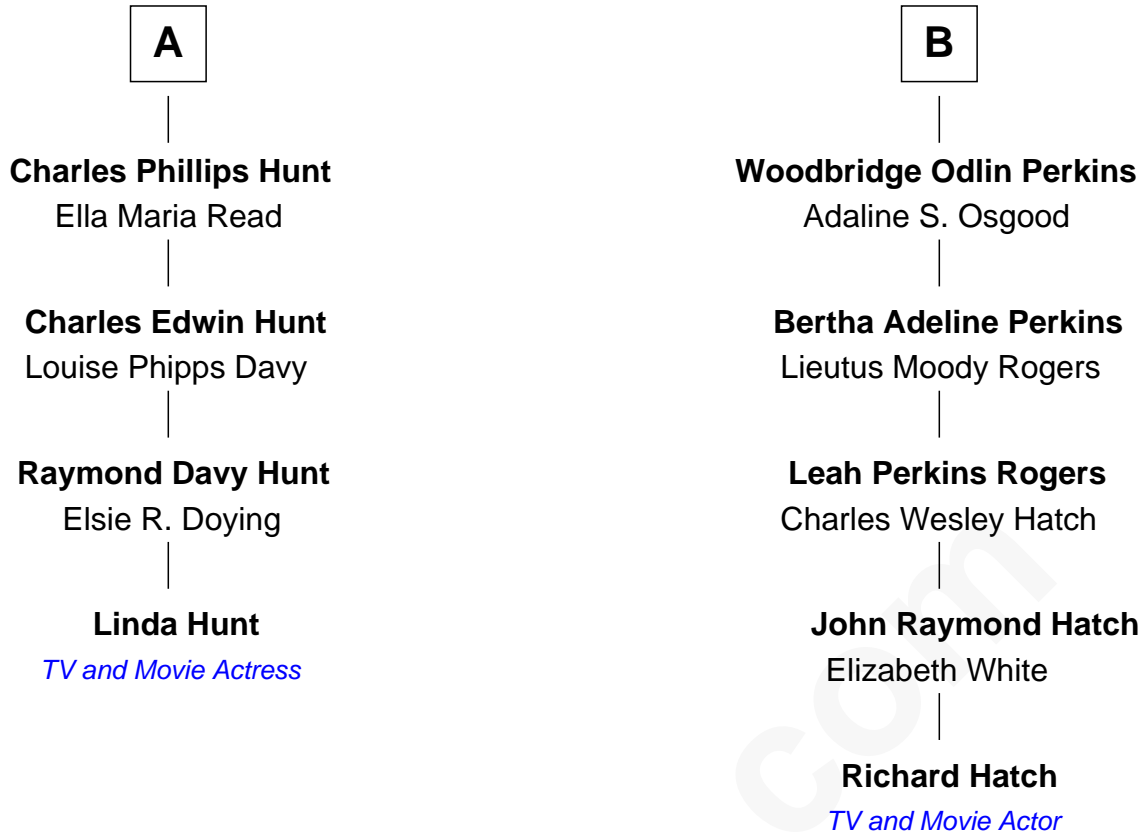 A
Charles Phillips Hunt
Ella Maria Read
Charles Edwin Hunt
Louise Phipps Davy
Raymond Davy Hunt
Elsie R. Doying
Linda Hunt
TV and Movie Actress
B
Woodbridge Odlin Perkins
Adaline S. Osgood
Bertha Adeline Perkins
Lieutus Moody Rogers
Leah Perkins Rogers
Charles Wesley Hatch
John Raymond Hatch
Elizabeth White
Richard Hatch
TV and Movie Actor
com